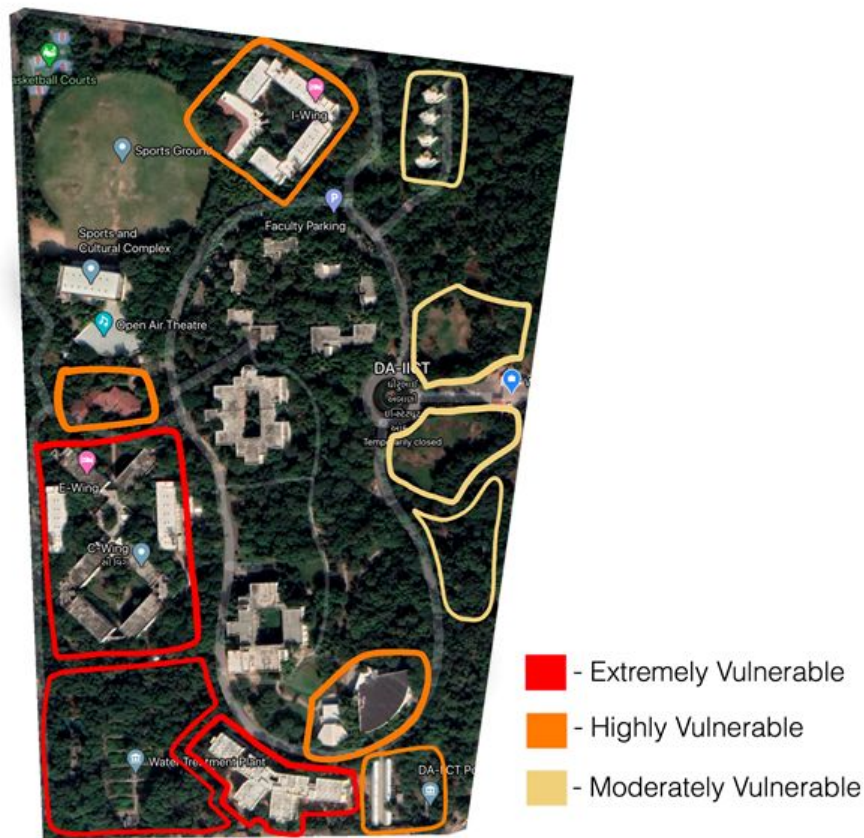 asketball Courts
I-Wing
Sports Ground
Faculty Parking
Sports and
Cultural Complex
Open Air Theatre
DA-IICT
ધીરુભાઈ
અંબાણી
Temporarily closed
E-Wing
C-Wing
સી વિંગ
Water Treatment Plant
DA-IICT Po
- Extremely Vulnerable
- Highly Vulnerable
- Moderately Vulnerable